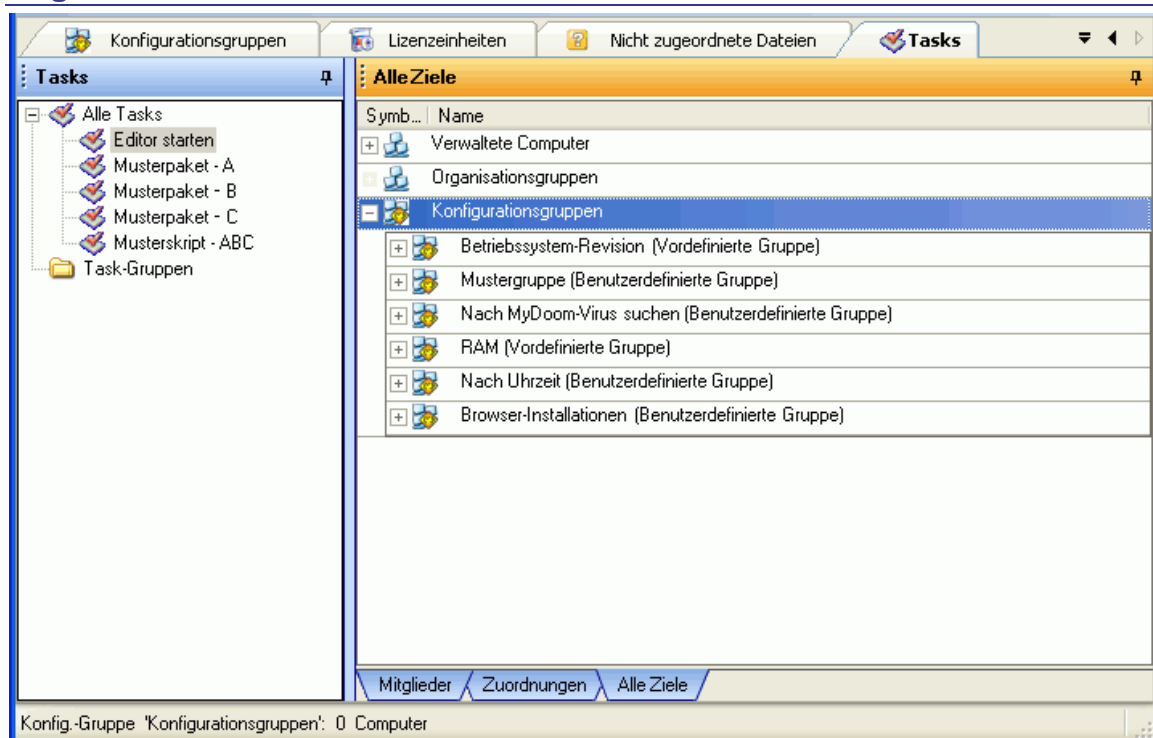 Konfigurationsgruppen Lizenzeinheiten Nicht zugeordnete Dateien Tasks
Tasks
Alle Tasks
Editor starten
Musterpaket - A
Musterpaket - B
Musterpaket - C
Musterskript - ABC
Task-Gruppen
Alle Ziele
Symb... Name
Verwaltete Computer
Organisationsgruppen
Konfigurationsgruppen
Betriebssystem-Revision (Vordefinierte Gruppe)
Mustergruppe (Benutzerdefinierte Gruppe)
Nach MyDoom-Virus suchen (Benutzerdefinierte Gruppe)
RAM (Vordefinierte Gruppe)
Nach Uhrzeit (Benutzerdefinierte Gruppe)
Browser-Installationen (Benutzerdefinierte Gruppe)
Mitglieder Zuordnungen Alle Ziele
Konfig.-Gruppe 'Konfigurationsgruppen': 0 Computer